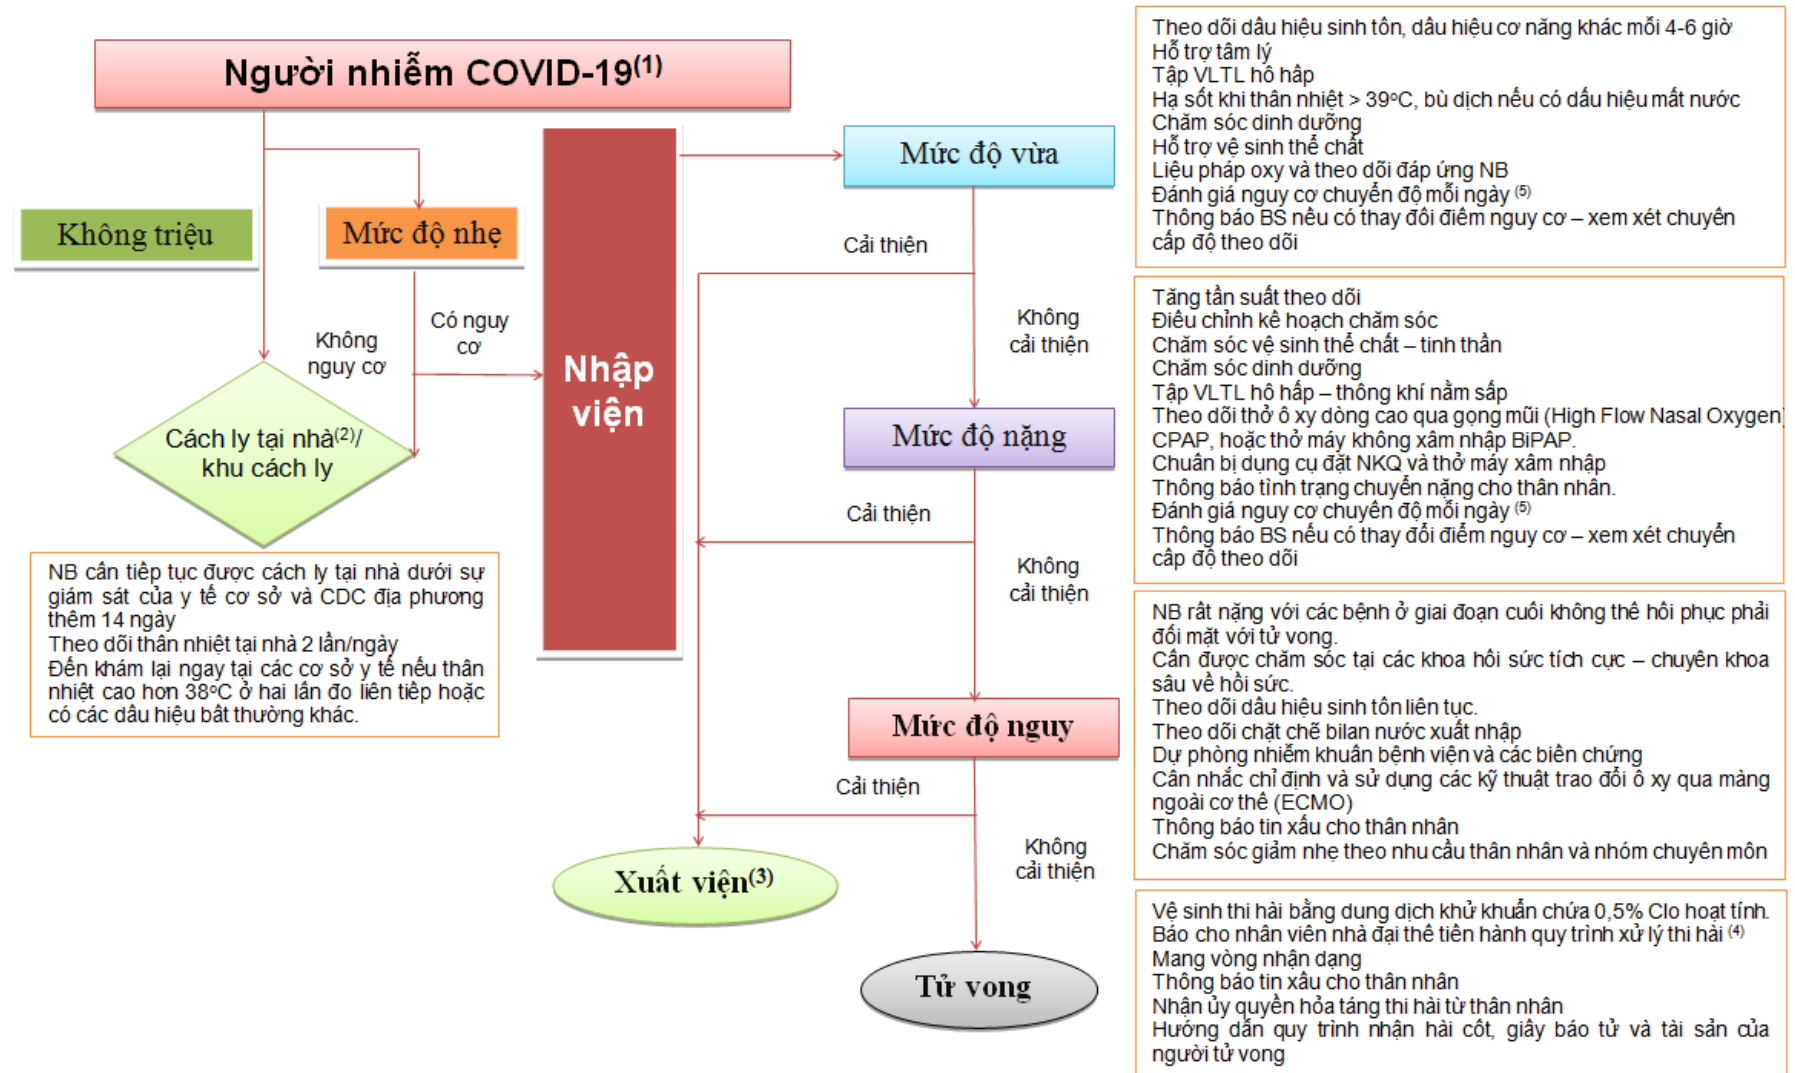 Người nhiễm COVID-19(1)
Không triệu
Mức độ nhẹ
Không
nguy cơ
Có nguy
cơ
Cách ly tại nhà(2)/
khu cách ly
NB cần tiếp tục được cách ly tại nhà dưới sự
giám sát của y tế cơ sở và CDC địa phương
thêm 14 ngày
Theo dõi thân nhiệt tại nhà 2 lần/ngày
Đến khám lại ngay tại các cơ sở y tế nếu thân
nhiệt cao hơn 38oC ở hai lần đo liên tiếp hoặc
có các dấu hiệu bất thường khác.
Nhập
viện
Mức độ vừa
Cải thiện
Không
cải thiện
Mức độ nặng
Cải thiện
Không
cải thiện
Mức độ nguy
Cải thiện
Không
cải thiện
Xuất viện(3)
Tử vong
Theo dõi dấu hiệu sinh tồn, dấu hiệu cơ năng khác mỗi 4-6 giờ
Hỗ trợ tâm lý
Tập VLTL hô hấp
Hạ sốt khi thân nhiệt > 39oC, bù dịch nếu có dấu hiệu mất nước
Chăm sóc dinh dưỡng
Hỗ trợ vệ sinh thể chất
Liệu pháp oxy và theo dõi đáp ứng NB
Đánh giá nguy cơ chuyển độ mỗi ngày (5)
Thông báo BS nếu có thay đổi điểm nguy cơ – xem xét chuyển
cấp độ theo dõi
Tăng tần suất theo dõi
Điều chỉnh kế hoạch chăm sóc
Chăm sóc vệ sinh thể chất – tinh thần
Chăm sóc dinh dưỡng
Tập VLTL hô hấp – thông khí nằm sấp
Theo dõi thở ô xy dòng cao qua gọng mũi (High Flow Nasal Oxygen)
CPAP, hoặc thở máy không xâm nhập BiPAP.
Chuẩn bị dụng cụ đặt NKQ và thở máy xâm nhập
Thông báo tình trạng chuyển nặng cho thân nhân.
Đánh giá nguy cơ chuyển độ mỗi ngày (5)
Thông báo BS nếu có thay đổi điểm nguy cơ – xem xét chuyển
cấp độ theo dõi
NB rất nặng với các bệnh ở giai đoạn cuối không thể hồi phục phải
đối mặt với tử vong.
Cần được chăm sóc tại các khoa hồi sức tích cực – chuyên khoa
sâu về hồi sức.
Theo dõi dấu hiệu sinh tồn liên tục.
Theo dõi chặt chẽ bilan nước xuất nhập
Dự phòng nhiễm khuẩn bệnh viện và các biến chứng
Cân nhắc chỉ định và sử dụng các kỹ thuật trao đổi ô xy qua màng
ngoài cơ thể (ECMO)
Thông báo tin xấu cho thân nhân
Chăm sóc giảm nhẹ theo nhu cầu thân nhân và nhóm chuyên môn
Vệ sinh thi hài bằng dung dịch khử khuẩn chứa 0,5% Clo hoạt tính.
Báo cho nhân viên nhà đại thể tiến hành quy trình xử lý thi hài (4)
Mang vòng nhận dạng
Thông báo tin xấu cho thân nhân
Nhận ủy quyền hỏa táng thi hài từ thân nhân
Hướng dẫn quy trình nhận hài cốt, giấy báo tử và tài sản của
người tử vong